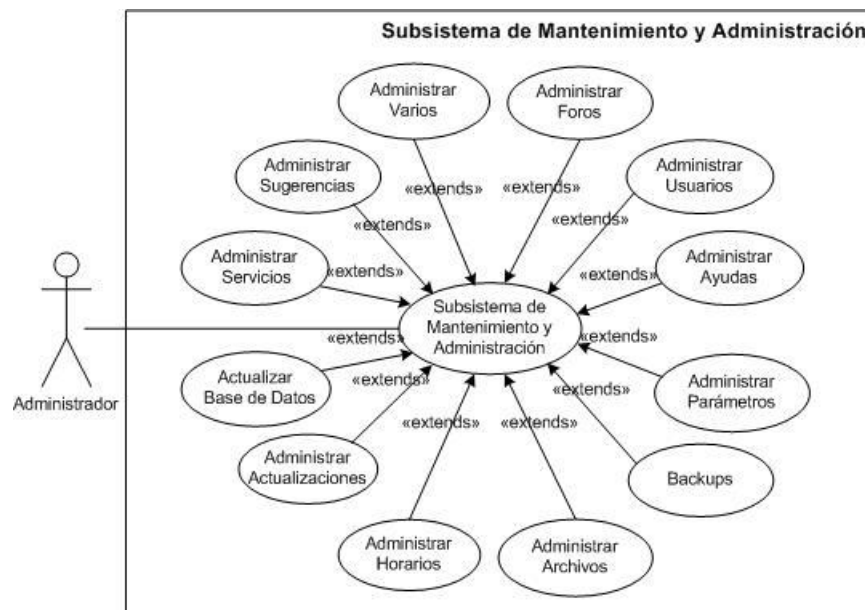 Subsistema de Mantenimiento y Administración
Administrar
Varios
Administrar
Foros
Administrar
Sugerencias
Administrar
Usuarios
«extends»
«extends»
«extends»
«extends»
Administrar
Servicios
«extends»
«extends»
Administrar
Ayudas
Subsistema de
Mantenimiento y
Administración
«extends»
«extends»
Administrador
Actualizar
Base de Datos
«extends»
«extends»
Administrar
Parámetros
«extends»
«extends»
Administrar
Actualizaciones
Backups
Administrar
Horarios
Administrar
Archivos